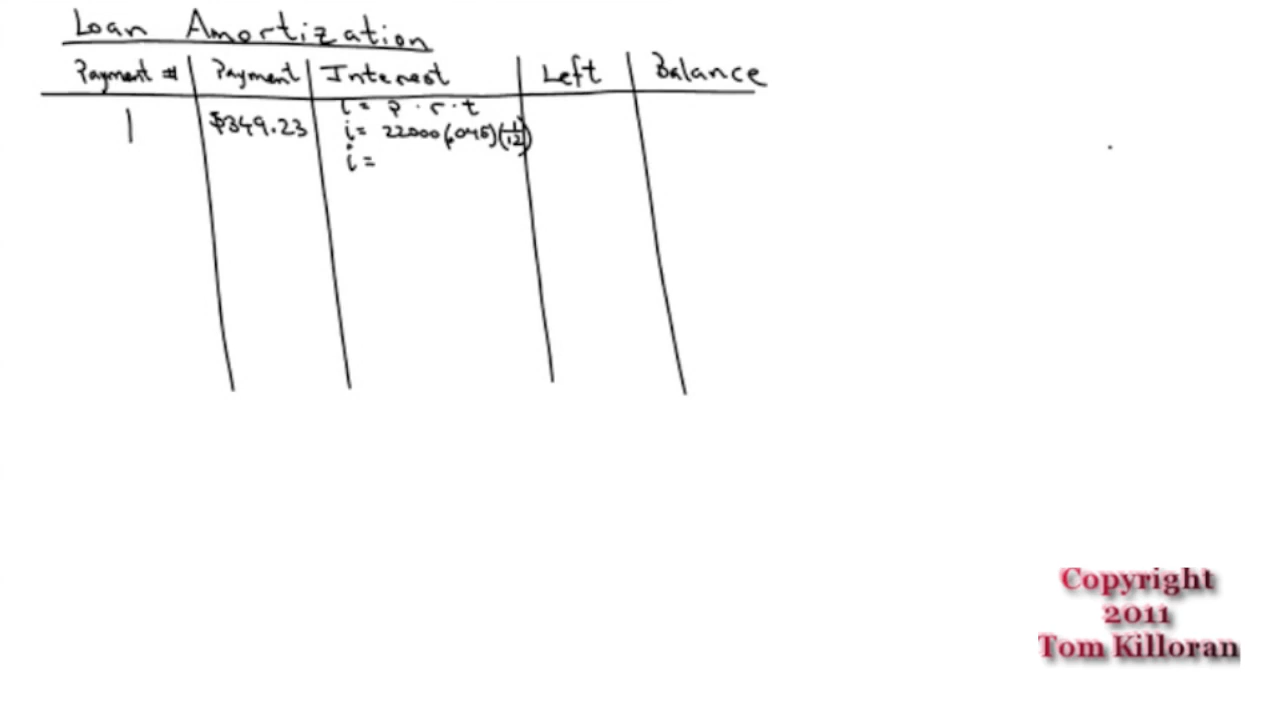 Loan Amortization
Payment # Payment Interest Left Balance
i = p · r · t
1 $349.23 i = 22000(.045)(1/12)
i =
Copyright
2011
Tom Killoran